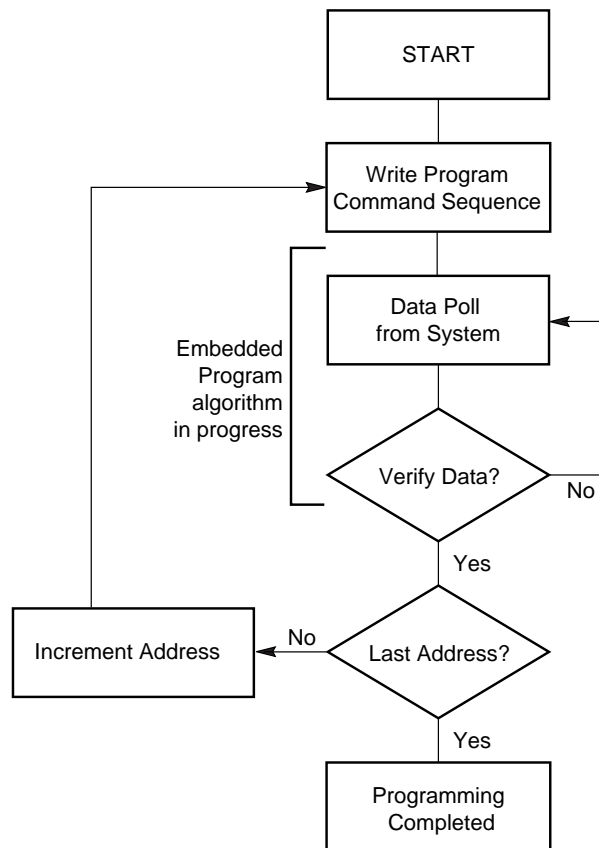 START
Write Program
Command Sequence
Data Poll
from System
Embedded
Program
algorithm
in progress
Verify Data?
No
Yes
Increment Address
No
Last Address?
Yes
Programming
Completed